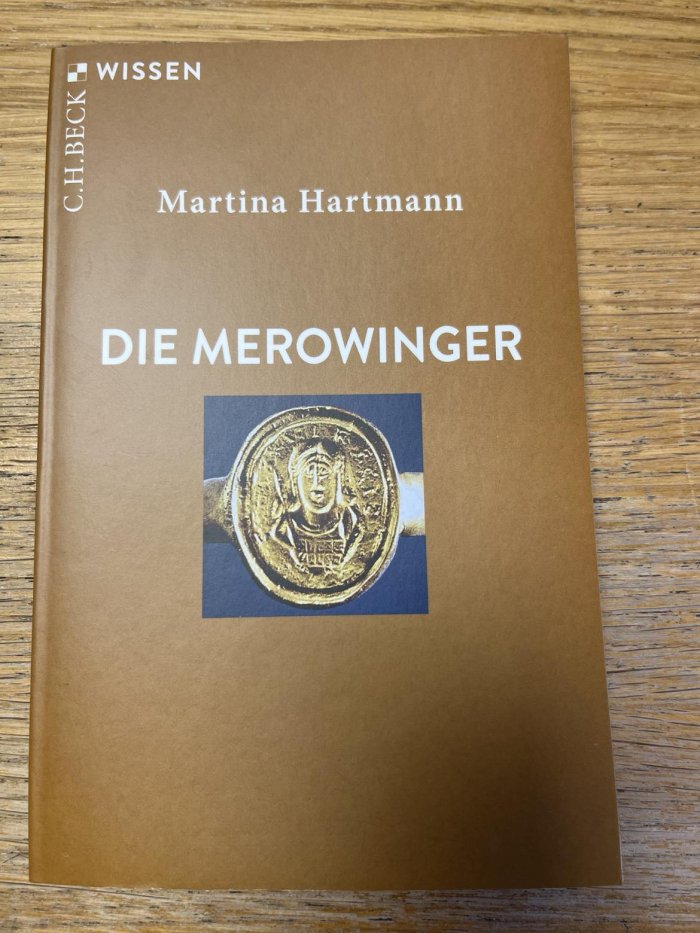 WISSEN
C.H.BECK
Martina Hartmann
DIE MEROWINGER